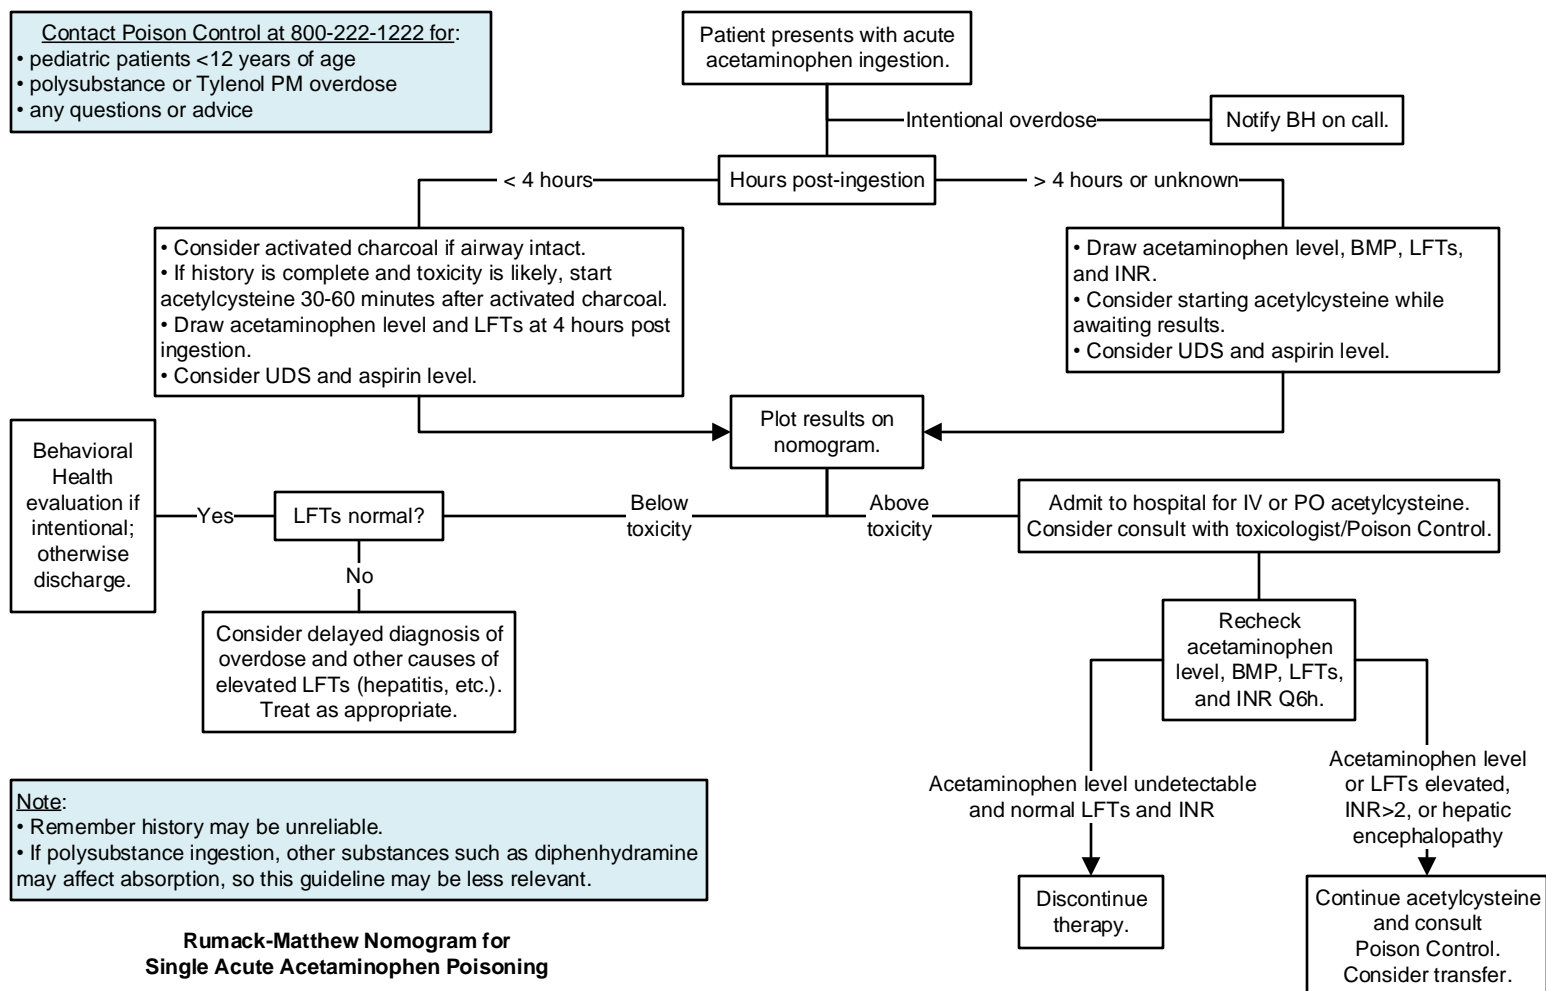 Contact Poison Control at 800-222-1222 for:
• pediatric patients <12 years of age
• polysubstance or Tylenol PM overdose
• any questions or advice
Patient presents with acute
acetaminophen ingestion.
Intentional overdose
Notify BH on call.
Hours post-ingestion
< 4 hours
> 4 hours or unknown
• Consider activated charcoal if airway intact.
• If history is complete and toxicity is likely, start
acetylcysteine 30-60 minutes after activated charcoal.
• Draw acetaminophen level and LFTs at 4 hours post
ingestion.
• Consider UDS and aspirin level.
• Draw acetaminophen level, BMP, LFTs,
and INR.
• Consider starting acetylcysteine while
awaiting results.
• Consider UDS and aspirin level.
Plot results on
nomogram.
Below
toxicity
Above
toxicity
LFTs normal?
Yes
Behavioral
Health
evaluation if
intentional;
otherwise
discharge.
No
Consider delayed diagnosis of
overdose and other causes of
elevated LFTs (hepatitis, etc.).
Treat as appropriate.
Admit to hospital for IV or PO acetylcysteine.
Consider consult with toxicologist/Poison Control.
Recheck
acetaminophen
level, BMP, LFTs,
and INR Q6h.
Acetaminophen level undetectable
and normal LFTs and INR
Acetaminophen level
or LFTs elevated,
INR>2, or hepatic
encephalopathy
Discontinue
therapy.
Continue acetylcysteine
and consult
Poison Control.
Consider transfer.
Note:
• Remember history may be unreliable.
• If polysubstance ingestion, other substances such as diphenhydramine
may affect absorption, so this guideline may be less relevant.
Rumack-Matthew Nomogram for
Single Acute Acetaminophen Poisoning